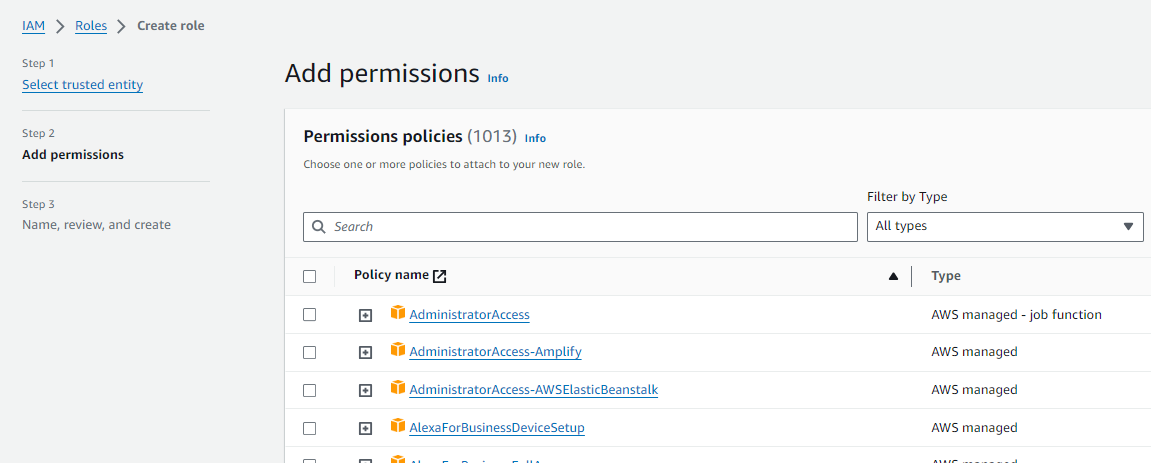 IAM > Roles > Create role
Step 1
Select trusted entity
Step 2
Add permissions
Step 3
Name, review, and create
Add permissions Info
Permissions policies (1013) Info
Choose one or more policies to attach to your new role.
Filter by Type
Search
All types
Policy name
Type
AdministratorAccess
AWS managed - job function
AdministratorAccess-Amplify
AWS managed
AdministratorAccess-AWSElasticBeanstalk
AWS managed
AlexaForBusinessDeviceSetup
AWS managed